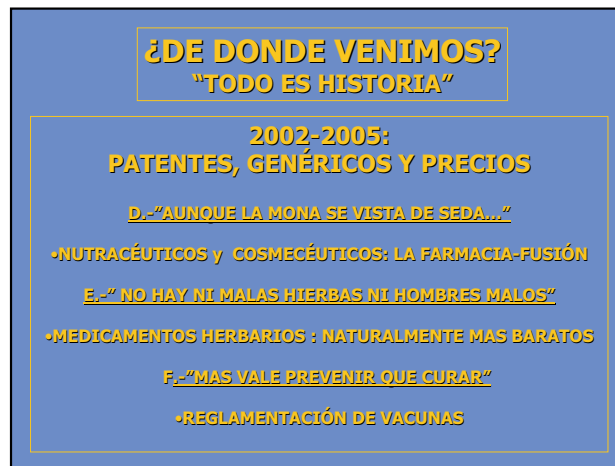 ¿DE DONDE VENIMOS?
“TODO ES HISTORIA”
2002-2005:
PATENTES, GENÉRICOS Y PRECIOS
D.-”AUNQUE LA MONA SE VISTA DE SEDA...”
•NUTRACÉUTICOS y COSMECÉUTICOS: LA FARMACIA-FUSIÓN
E.-” NO HAY NI MALAS HIERBAS NI HOMBRES MALOS”
•MEDICAMENTOS HERBARIOS : NATURALMENTE MAS BARATOS
F.-”MAS VALE PREVENIR QUE CURAR”
•REGLAMENTACIÓN DE VACUNAS